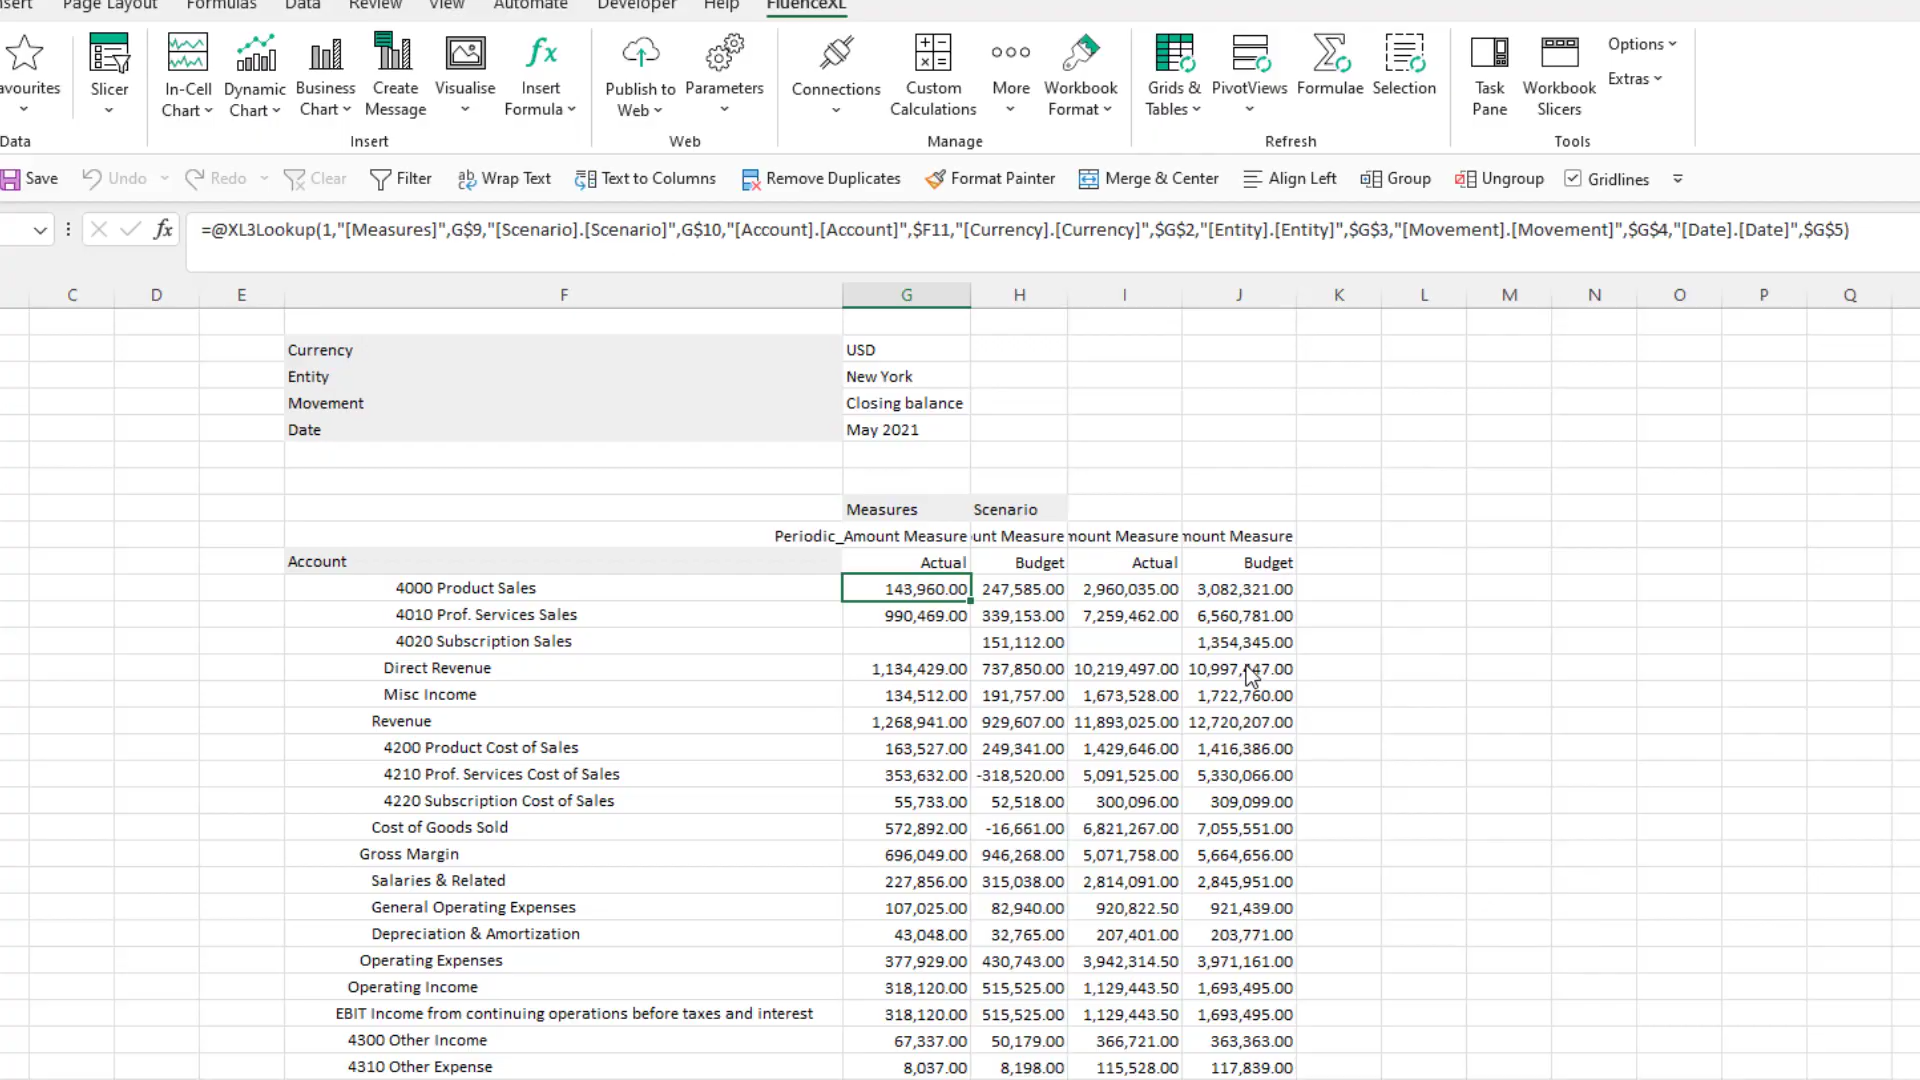 nsert Page Layout Formulas Data Review View Automate Developer Help FluenceXL
avourites Slicer In-Cell Chart Dynamic Chart Business Chart Create Message Visualise Insert Formula Publish to Web Parameters Connections Custom Calculations More Workbook Format Grids & Tables PivotViews Formulae Selection Task Pane Workbook Slicers Options Extras
Data Insert Web Manage Refresh Tools
Save Undo Redo Clear Filter Wrap Text Text to Columns Remove Duplicates Format Painter Merge & Center Align Left Group Ungroup Gridlines
fx =@XL3Lookup(1,"[Measures]",G$9,"[Scenario].[Scenario]",G$10,"[Account].[Account]",$F11,"[Currency].[Currency]",$G$2,"[Entity].[Entity]",$G$3,"[Movement].[Movement]",$G$4,"[Date].[Date]",$G$5)
C D E F G H I J K L M N O P Q
Currency USD
Entity New York
Movement Closing balance
Date May 2021
Measures Scenario
Periodic_Amount Measure unt Measure mount Measure mount Measure
Account Actual Budget Actual Budget
4000 Product Sales 143,960.00 247,585.00 2,960,035.00 3,082,321.00
4010 Prof. Services Sales 990,469.00 339,153.00 7,259,462.00 6,560,781.00
4020 Subscription Sales 151,112.00 1,354,345.00
Direct Revenue 1,134,429.00 737,850.00 10,219,497.00 10,997,447.00
Misc Income 134,512.00 191,757.00 1,673,528.00 1,722,760.00
Revenue 1,268,941.00 929,607.00 11,893,025.00 12,720,207.00
4200 Product Cost of Sales 163,527.00 249,341.00 1,429,646.00 1,416,386.00
4210 Prof. Services Cost of Sales 353,632.00 -318,520.00 5,091,525.00 5,330,066.00
4220 Subscription Cost of Sales 55,733.00 52,518.00 300,096.00 309,099.00
Cost of Goods Sold 572,892.00 -16,661.00 6,821,267.00 7,055,551.00
Gross Margin 696,049.00 946,268.00 5,071,758.00 5,664,656.00
Salaries & Related 227,856.00 315,038.00 2,814,091.00 2,845,951.00
General Operating Expenses 107,025.00 82,940.00 920,822.50 921,439.00
Depreciation & Amortization 43,048.00 32,765.00 207,401.00 203,771.00
Operating Expenses 377,929.00 430,743.00 3,942,314.50 3,971,161.00
Operating Income 318,120.00 515,525.00 1,129,443.50 1,693,495.00
EBIT Income from continuing operations before taxes and interest 318,120.00 515,525.00 1,129,443.50 1,693,495.00
4300 Other Income 67,337.00 50,179.00 366,721.00 363,363.00
4310 Other Expense 8,037.00 8,198.00 115,528.00 117,839.00